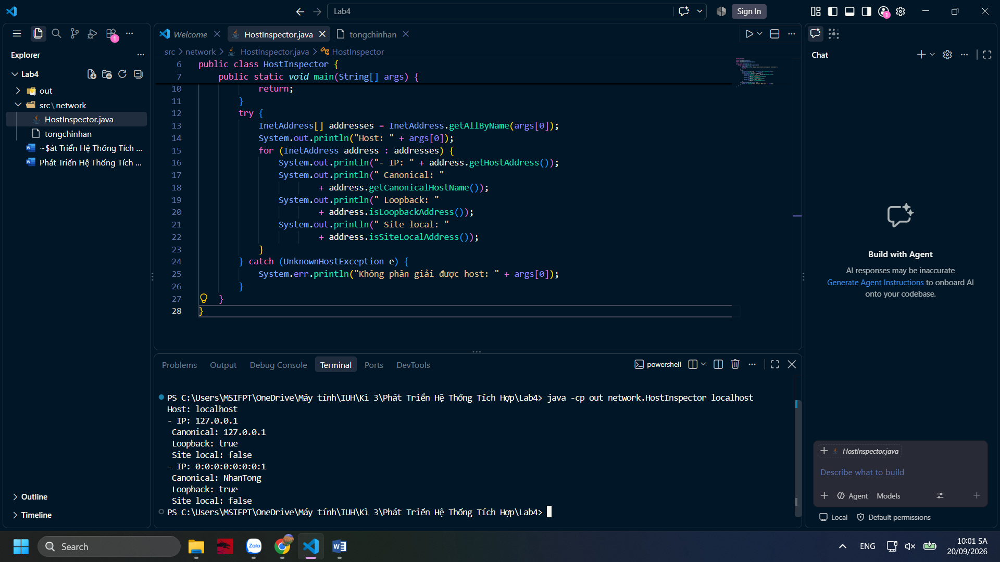 Lab4
Sign In
1
1
Explorer
Lab4
out
src\network
HostInspector.java
tongchinhan
~$át Triển Hệ Thống Tích ...
Phát Triển Hệ Thống Tích ...
Outline
Timeline
Welcome
HostInspector.java
tongchinhan
src > network > HostInspector.java > HostInspector
6 public class HostInspector {
7 public static void main(String[] args) {
10 return;
11 }
12 try {
13 InetAddress[] addresses = InetAddress.getAllByName(args[0]);
14 System.out.println("Host: " + args[0]);
15 for (InetAddress address : addresses) {
16 System.out.println("- IP: " + address.getHostAddress());
17 System.out.println(" Canonical: "
18 + address.getCanonicalHostName());
19 System.out.println(" Loopback: "
20 + address.isLoopbackAddress());
21 System.out.println(" Site local: "
22 + address.isSiteLocalAddress());
23 }
24 } catch (UnknownHostException e) {
25 System.err.println("Không phân giải được host: " + args[0]);
26 }
27 }
28 }
Problems Output Debug Console Terminal Ports DevTools
powershell
PS C:\Users\MSIFPT\OneDrive\Máy tính\IUH\Kì 3\Phát Triển Hệ Thống Tích Hợp\Lab4> java -cp out network.HostInspector localhost
Host: localhost
- IP: 127.0.0.1
Canonical: 127.0.0.1
Loopback: true
Site local: false
- IP: 0:0:0:0:0:0:0:1
Canonical: NhanTong
Loopback: true
Site local: false
PS C:\Users\MSIFPT\OneDrive\Máy tính\IUH\Kì 3\Phát Triển Hệ Thống Tích Hợp\Lab4>
Chat
Build with Agent
AI responses may be inaccurate
Generate Agent Instructions to onboard AI
onto your codebase.
HostInspector.java
Describe what to build
Agent Models
Local Default permissions
Search
Zalo
ENG
10:01 SA
20/09/2026